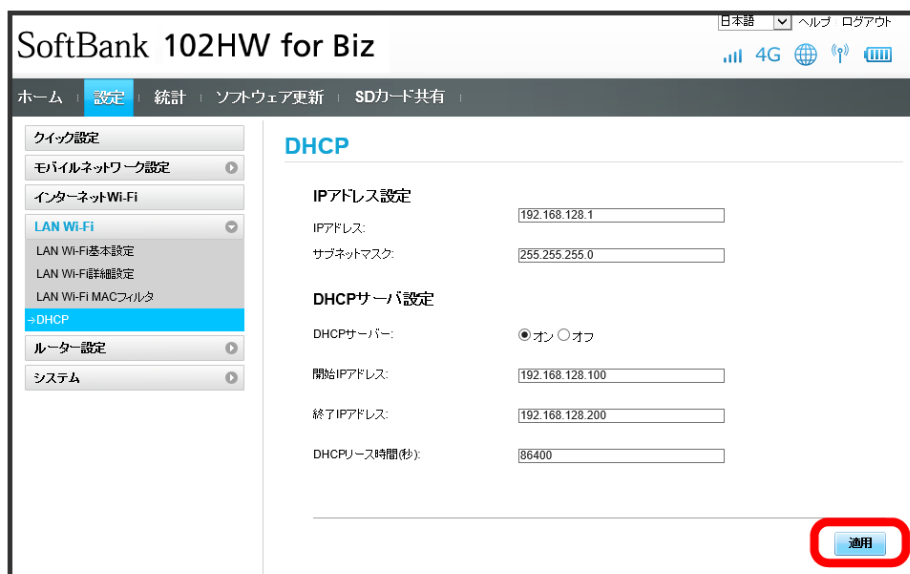 日本語 ヘルプ ログアウト
SoftBank 102HW for Biz
4G
ホーム 設定 統計 ソフトウェア更新 SDカード共有
クイック設定
モバイルネットワーク設定
インターネットWi-Fi
LAN Wi-Fi
LAN Wi-Fi基本設定
LAN Wi-Fi詳細設定
LAN Wi-Fi MACフィルタ
→DHCP
ルーター設定
システム
DHCP
IPアドレス設定
IPアドレス: 192.168.128.1
サブネットマスク: 255.255.255.0
DHCPサーバ設定
DHCPサーバー: オン オフ
開始IPアドレス: 192.168.128.100
終了IPアドレス: 192.168.128.200
DHCPリース時間(秒): 86400
適用